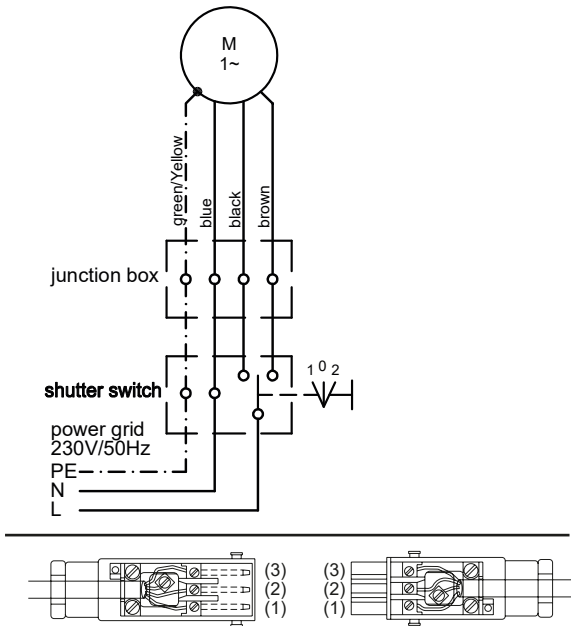 M
1~
green/Yellow
blue
black
brown
junction box
1 0 2
shutter switch
power grid
230V/50Hz
PE
N
L
(3) (3)
(2) (2)
(1) (1)